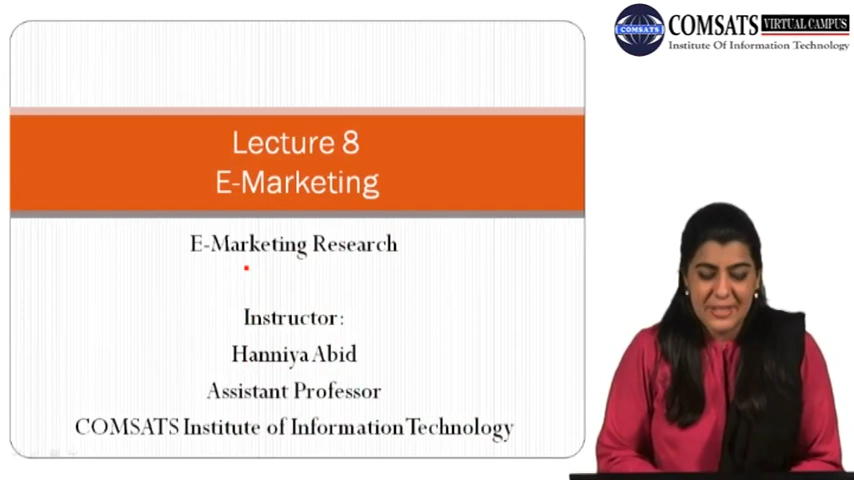 COMSATS VIRTUAL CAMPUS
COMSATS
Institute Of Information Technology
Lecture 8
E-Marketing
E-Marketing Research
Instructor:
Hanniya Abid
Assistant Professor
COMSATS Institute of Information Technology